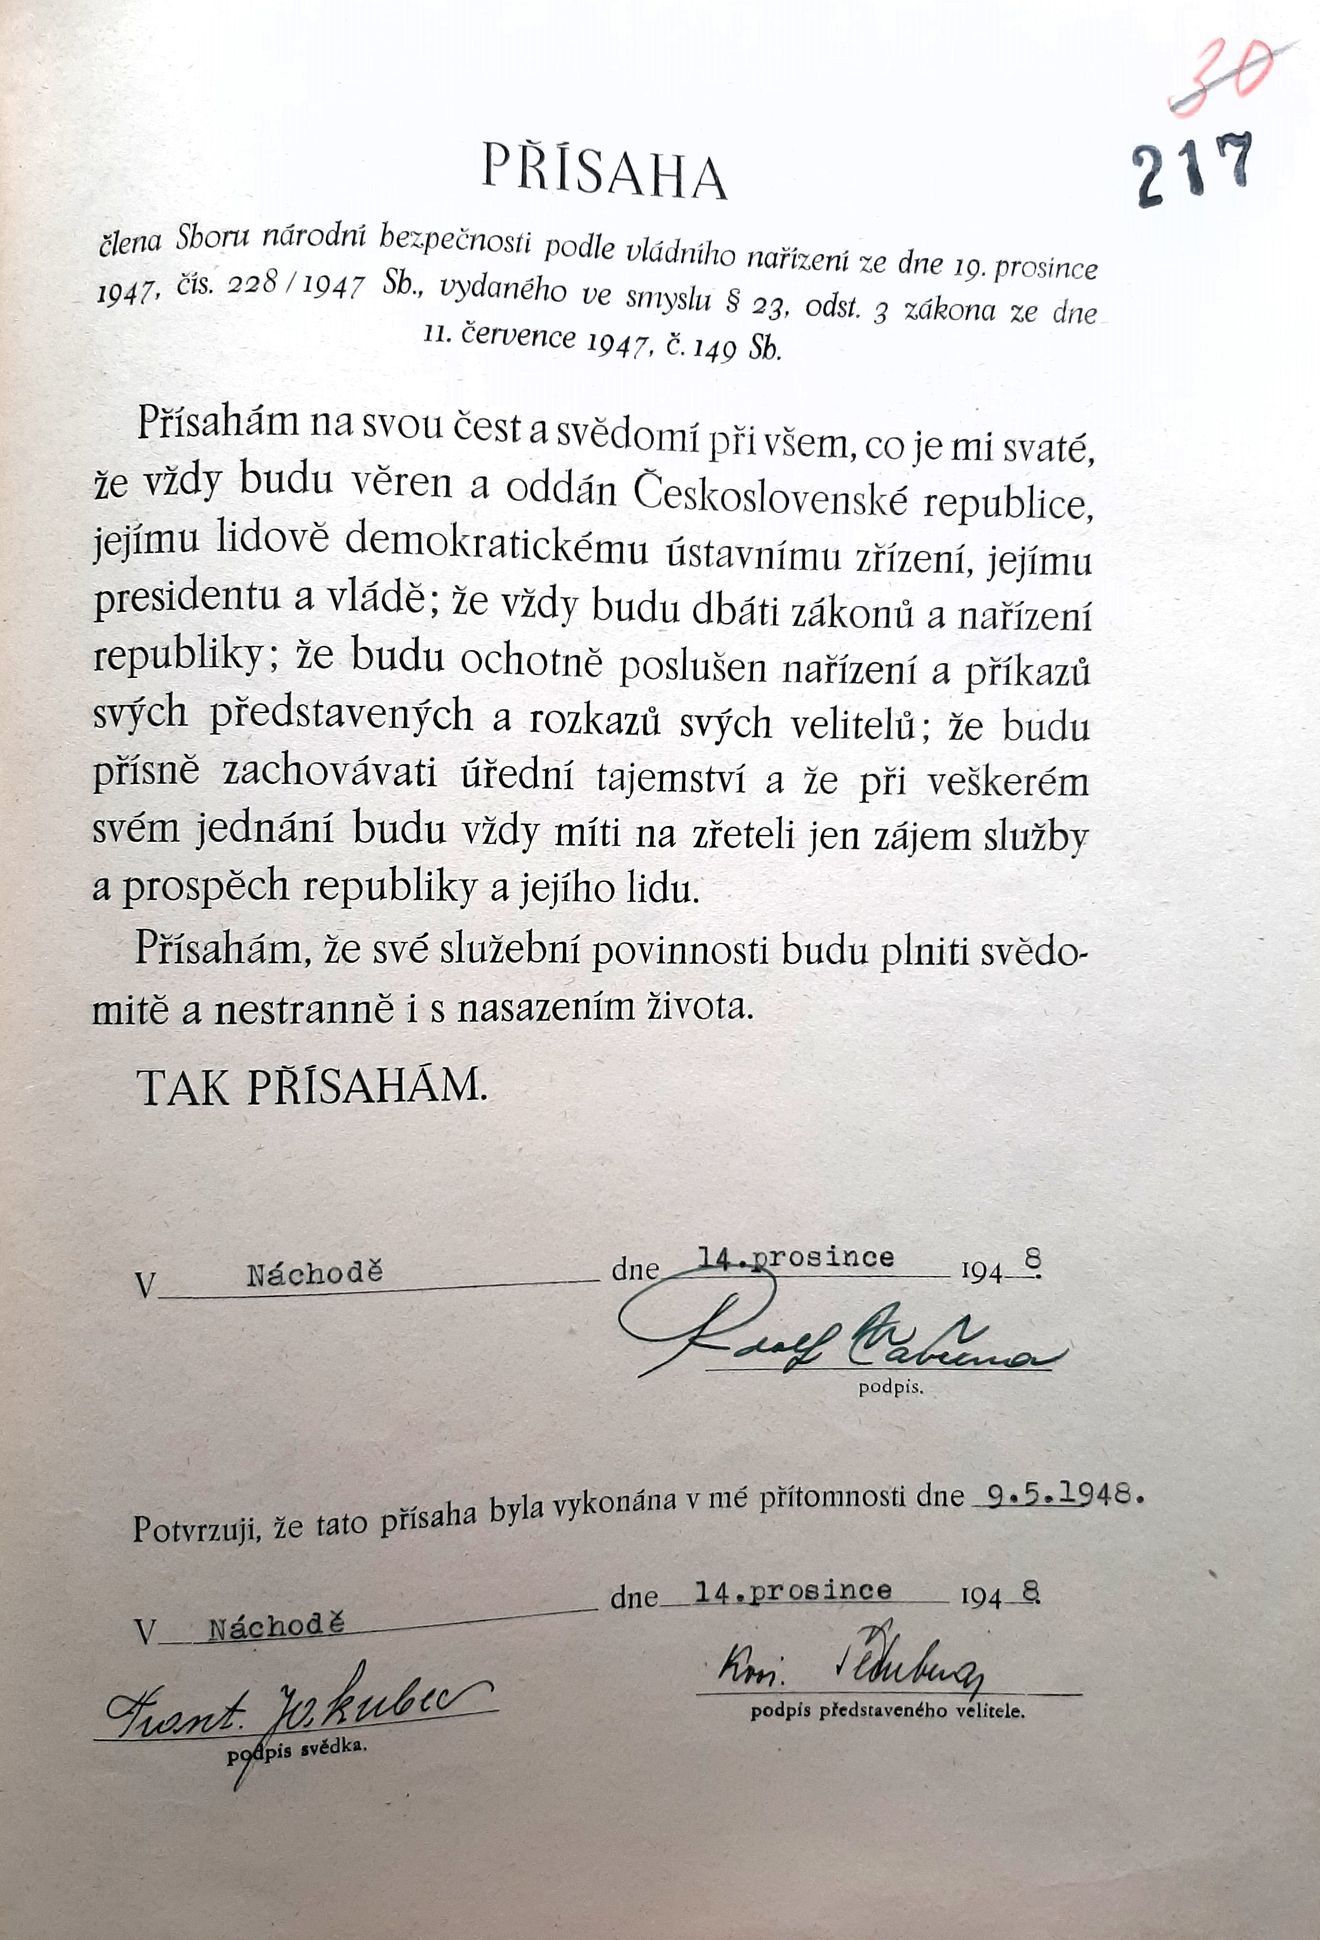 30
217
PŘÍSAHA
člena Sboru národní bezpečnosti podle vládního nařízení ze dne 19. prosince
1947, čís. 228/1947 Sb., vydaného ve smyslu § 23, odst. 3 zákona ze dne
11. července 1947, č. 149 Sb.
Přísahám na svou čest a svědomí při všem, co je mi svaté,
že vždy budu věren a oddán Československé republice,
jejímu lidově demokratickému ústavnímu zřízení, jejímu
presidentu a vládě; že vždy budu dbáti zákonů a nařízení
republiky; že budu ochotně poslušen nařízení a příkazů
svých představených a rozkazů svých velitelů; že budu
přísně zachovávati úřední tajemství a že při veškerém
svém jednání budu vždy míti na zřeteli jen zájem služby
a prospěch republiky a jejího lidu.
Přísahám, že své služební povinnosti budu plniti svědo-
mitě a nestranně i s nasazením života.
TAK PŘÍSAHÁM.
V Náchodě dne 14.prosince 194 8.
Rdolf
podpis.
Potvrzuji, že tato přísaha byla vykonána v mé přítomnosti dne 9.5.1948.
V Náchodě dne 14.prosince 194 8.
Frant. Jakubec
podpis svědka.
podpis představeného velitele.